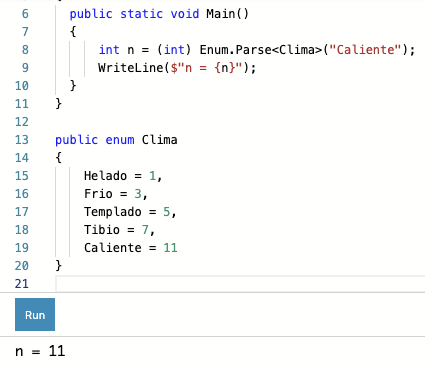 6 public static void Main()
7 {
8 int n = (int) Enum.Parse<Clima>("Caliente");
9 WriteLine($"n = {n}");
10 }
11 }
12
13 public enum Clima
14 {
15 Helado = 1,
16 Frio = 3,
17 Templado = 5,
18 Tibio = 7,
19 Caliente = 11
20 }
21
Run
n = 11